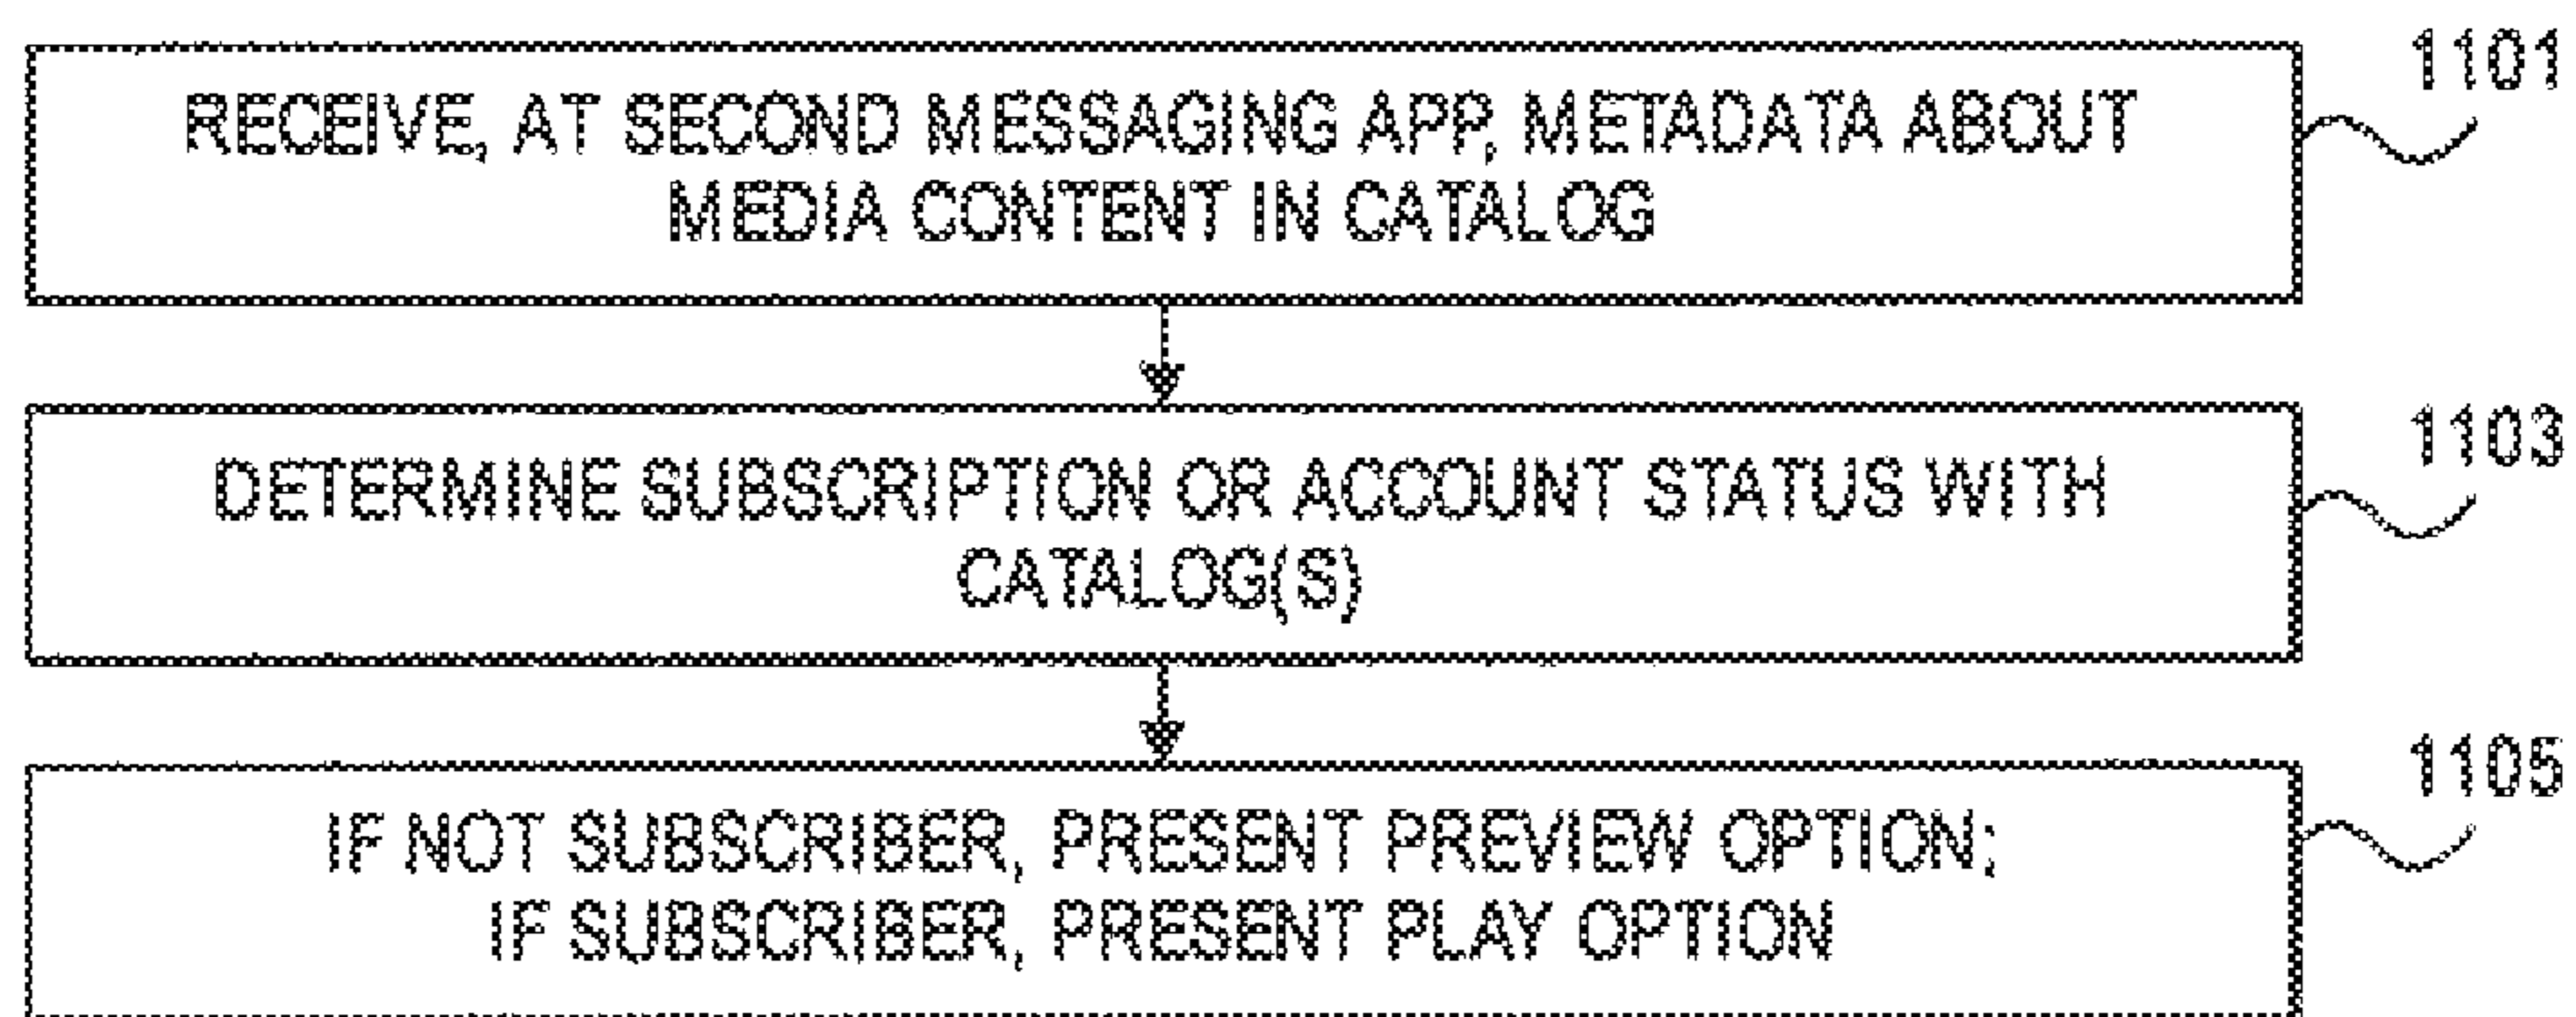 1101
RECEIVE, AT SECOND MESSAGING APP, METADATA ABOUT
MEDIA CONTENT IN CATALOG
1103
DETERMINE SUBSCRIPTION OR ACCOUNT STATUS WITH
CATALOG(S)
1105
IF NOT SUBSCRIBER, PRESENT PREVIEW OPTION;
IF SUBSCRIBER, PRESENT PLAY OPTION